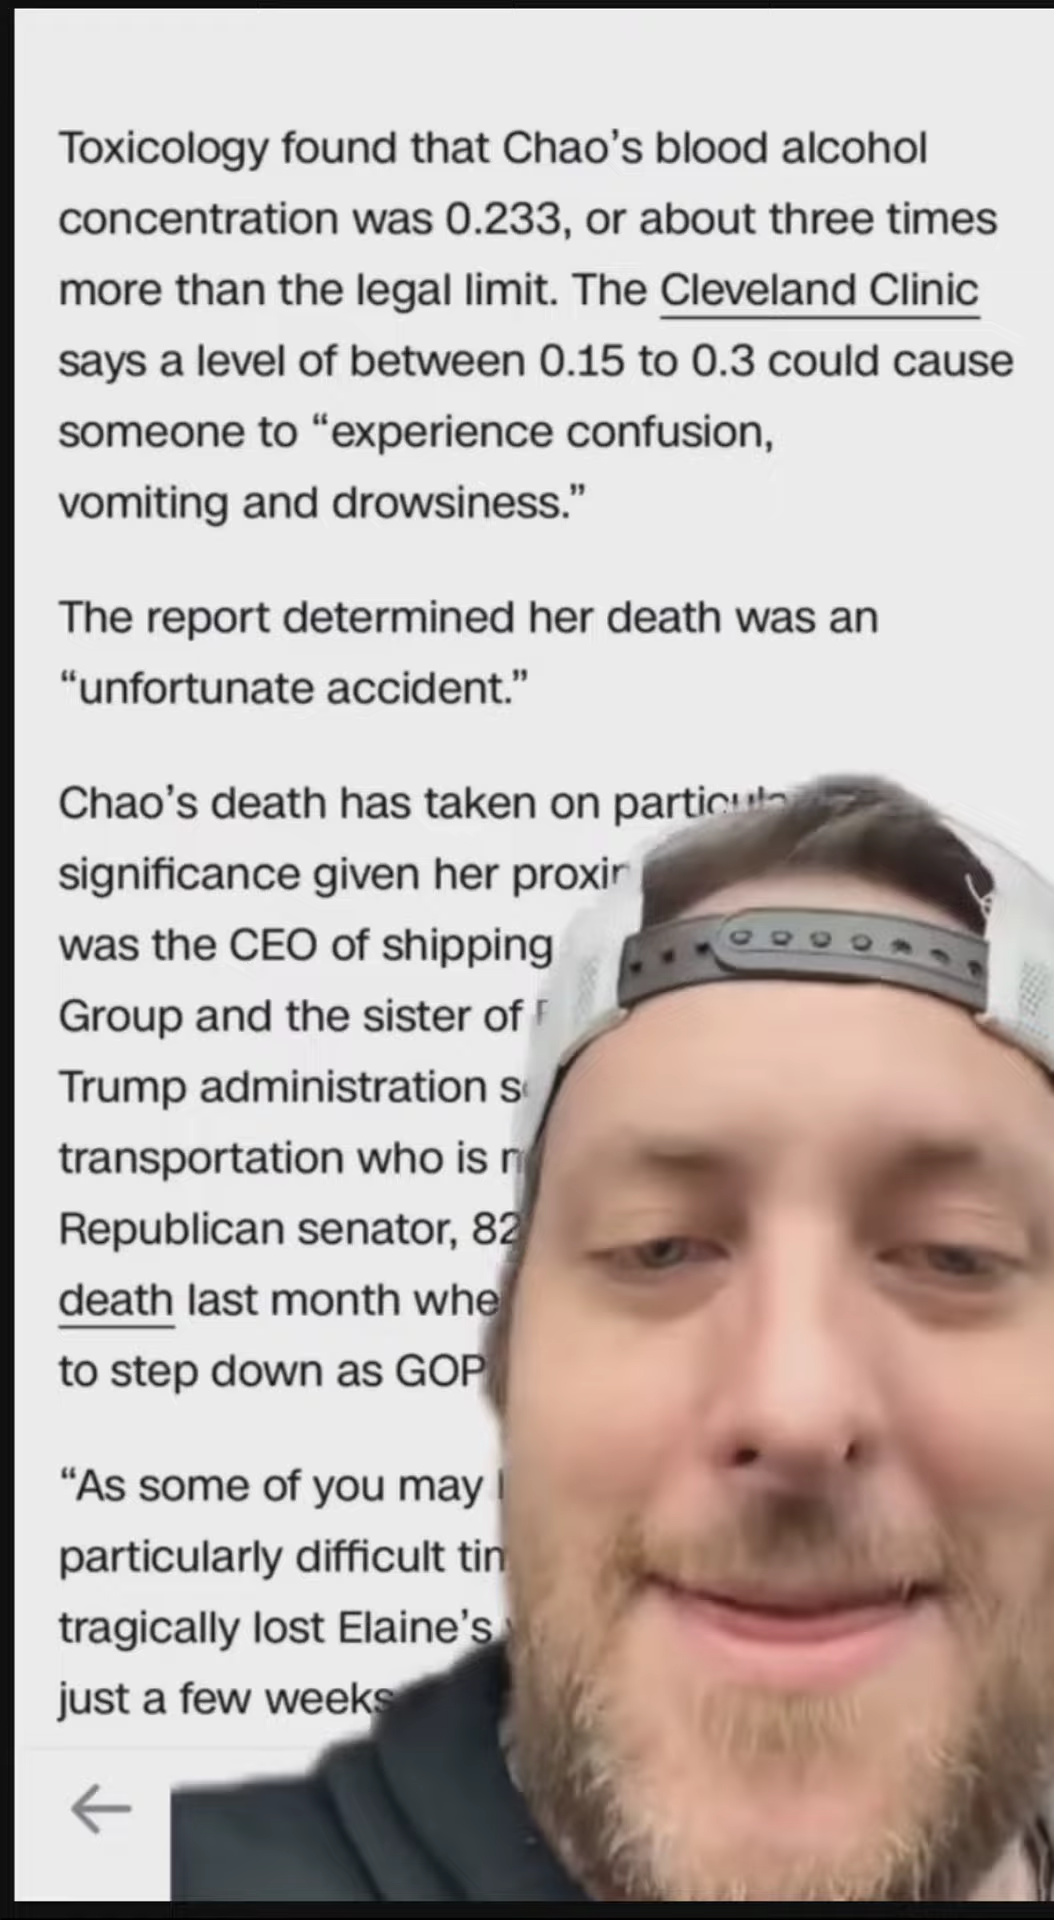 Toxicology found that Chao’s blood alcohol
concentration was 0.233, or about three times
more than the legal limit. The Cleveland Clinic
says a level of between 0.15 to 0.3 could cause
someone to “experience confusion,
vomiting and drowsiness.”
The report determined her death was an
“unfortunate accident.”
Chao’s death has taken on
significance given her
was the CEO of shipping
Group and the sister of
Trump administration
transportation who is
Republican senator, 82
death last month
to step down as GOP
“As some of you may
particularly difficult
tragically lost Elaine’s
just a few weeks